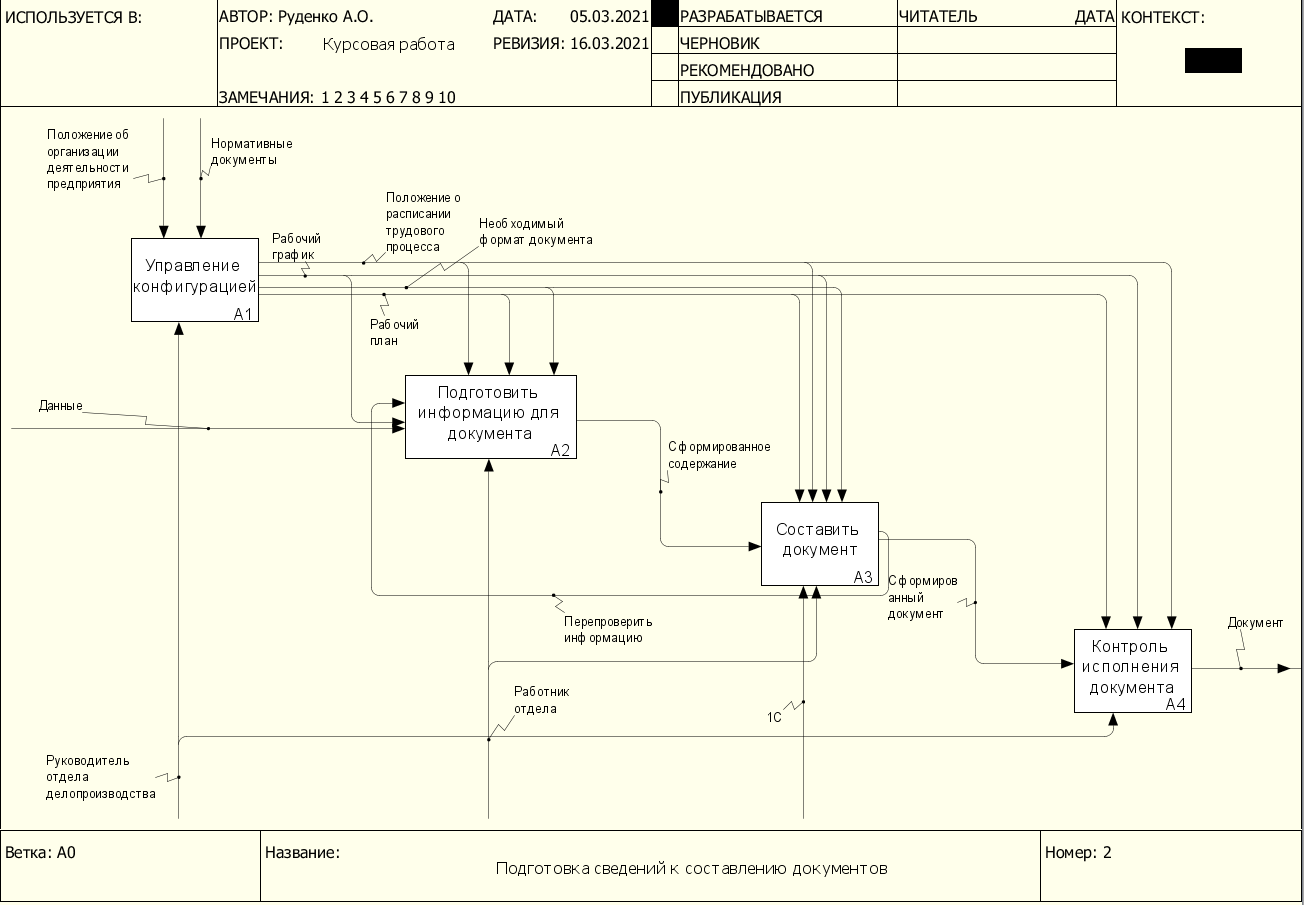 ИСПОЛЬЗУЕТСЯ В:
АВТОР: Руденко А.О.
ДАТА: 05.03.2021
ПРОЕКТ: Курсовая работа
РЕВИЗИЯ: 16.03.2021
ЗАМЕЧАНИЯ: 1 2 3 4 5 6 7 8 9 10
РАЗРАБАТЫВАЕТСЯ
ЧЕРНОВИК
РЕКОМЕНДОВАНО
ПУБЛИКАЦИЯ
ЧИТАТЕЛЬ
ДАТА
КОНТЕКСТ:
Положение об
организации
деятельности
предприятия
Нормативные
документы
Управление
конфигурацией
A1
Рабочий
график
Положение о
расписании
трудового
процесса
Необходимый
формат документа
Рабочий
план
Данные
Подготовить
информацию для
документа
A2
Сформированное
содержание
Составить
документ
A3
Перепроверить
информацию
Сформиров
анный
документ
Документ
Контроль
исполнения
документа
A4
Работник
отдела
1С
Руководитель
отдела
делопроизводства
Ветка: A0
Название:
Подготовка сведений к составлению документов
Номер: 2